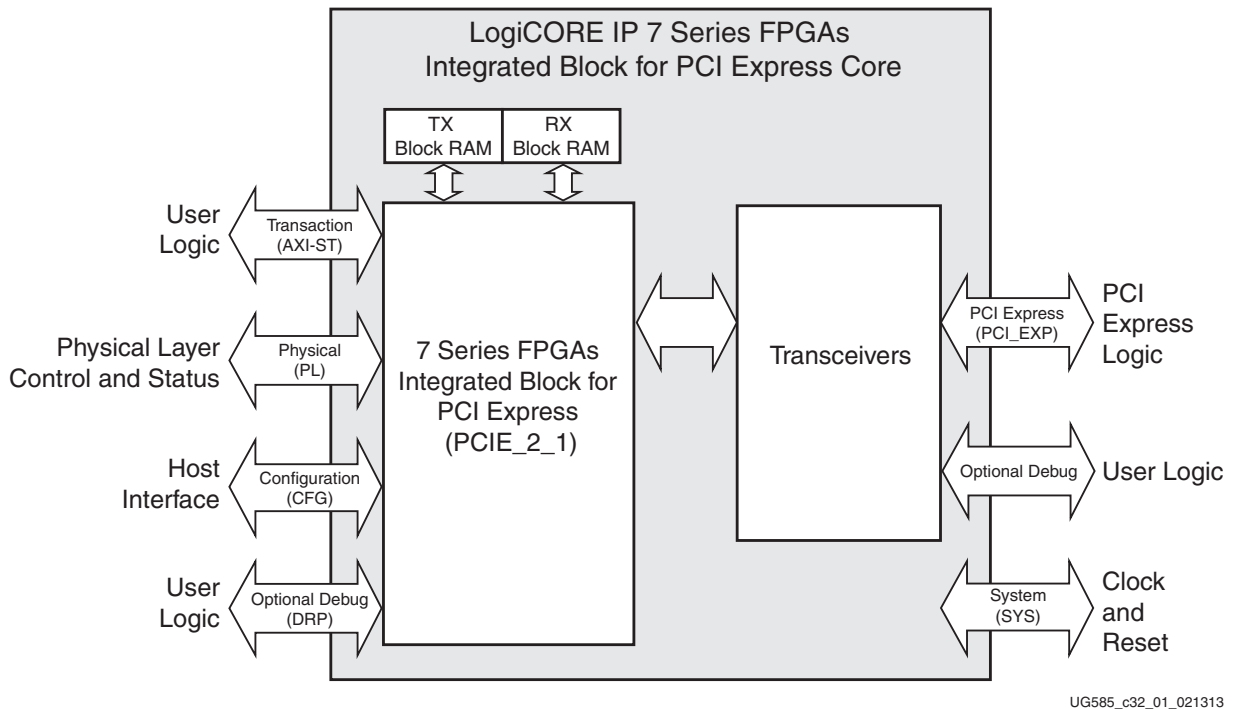 LogiCORE IP 7 Series FPGAs
Integrated Block for PCI Express Core
TX
Block RAM
RX
Block RAM
User
Logic
Transaction
(AXI-ST)
Physical Layer
Control and Status
Physical
(PL)
Host
Interface
Configuration
(CFG)
User
Logic
Optional Debug
(DRP)
7 Series FPGAs
Integrated Block for
PCI Express
(PCIE_2_1)
Transceivers
PCI Express
(PCI_EXP)
PCI
Express
Logic
Optional Debug
User Logic
System
(SYS)
Clock
and
Reset
UG585_c32_01_021313